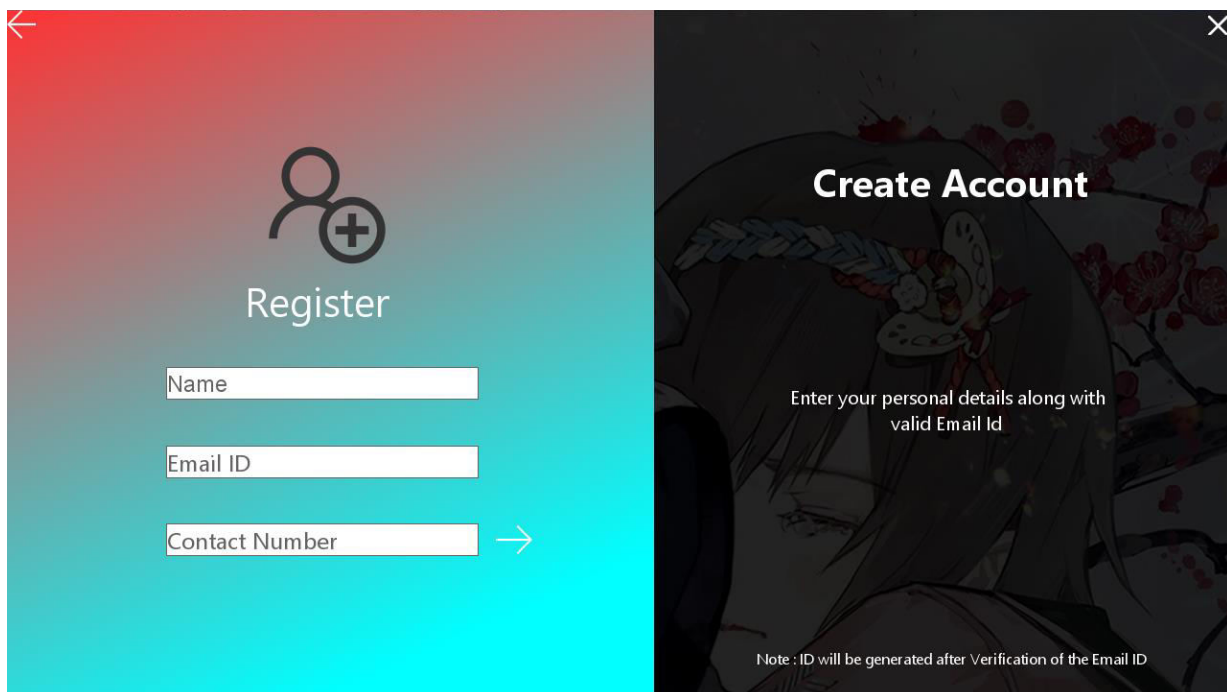 Register
Name
Email ID
Contact Number
Create Account
Enter your personal details along with
valid Email Id
Note : ID will be generated after Verification of the Email ID